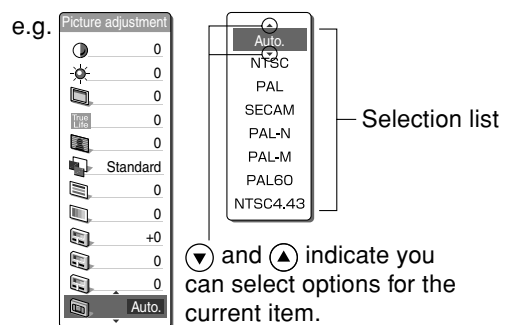 e.g.
Picture adjustment
0
0
0
True Life 0
0
Standard
0
0
+0
0
0
Auto.
Auto.
NTSC
PAL
SECAM
PAL-N
PAL-M
PAL60
NTSC4.43
Selection list
▼ and ▲ indicate you
can select options for the
current item.